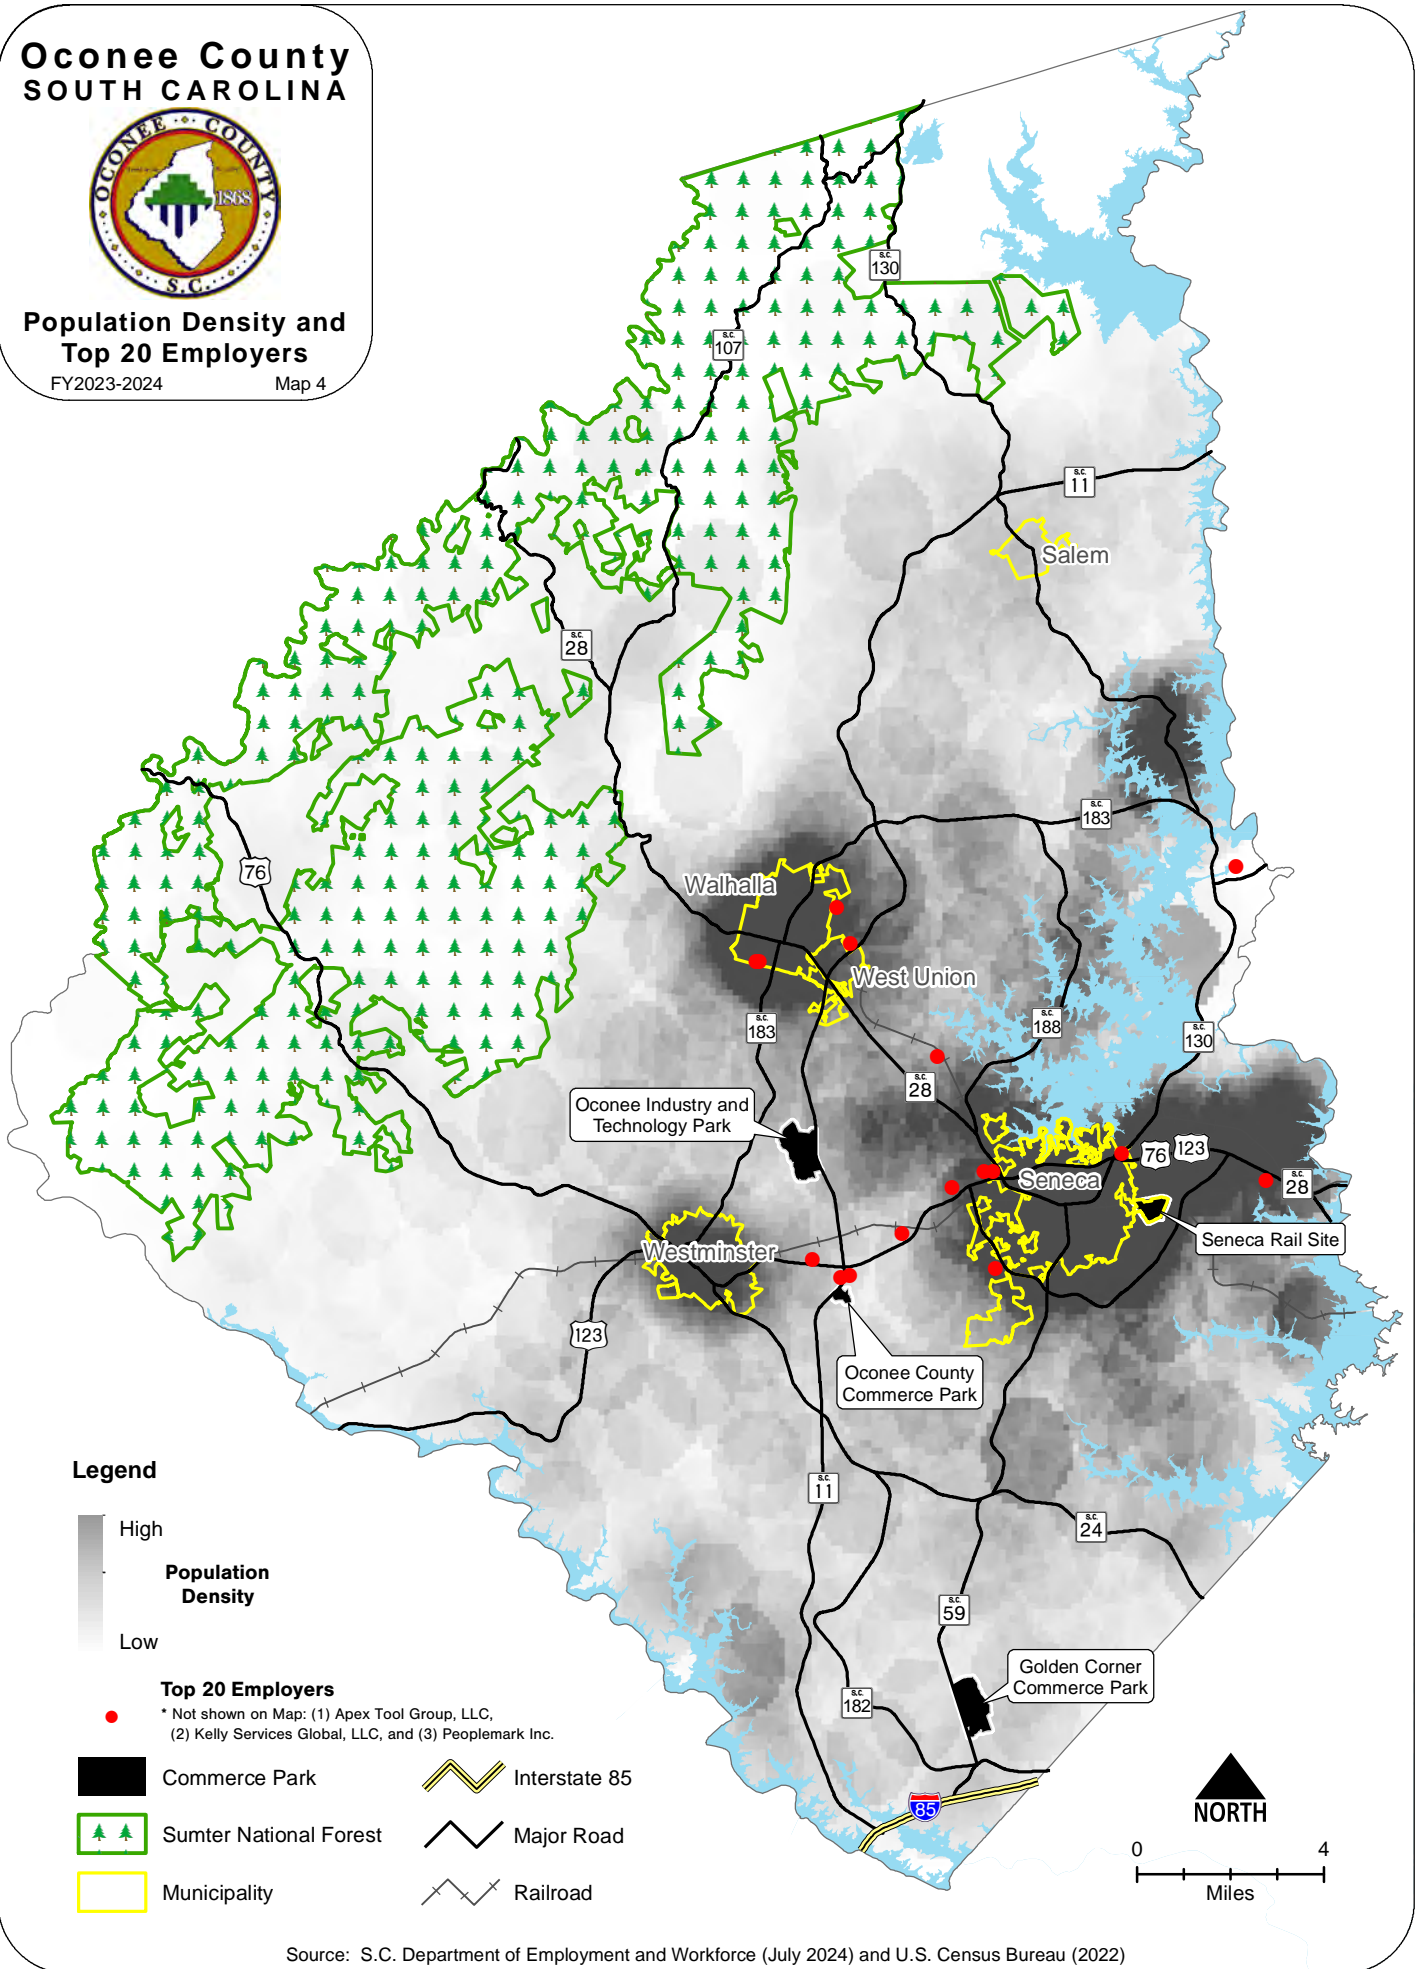 Oconee County
SOUTH CAROLINA
OCONEE COUNTY
1868
S.C.
Population Density and
Top 20 Employers
FY2023-2024 Map 4
S.C.
130
S.C.
107
S.C.
11
Salem
S.C.
28
S.C.
183
76
Walhalla
West Union
S.C.
183
S.C.
188
S.C.
130
S.C.
28
Oconee Industry and
Technology Park
76
123
Seneca
S.C.
28
Seneca Rail Site
Westminster
123
Oconee County
Commerce Park
S.C.
11
S.C.
24
S.C.
59
Golden Corner
Commerce Park
S.C.
182
85
Legend
High
Population
Density
Low
Top 20 Employers
* Not shown on Map: (1) Apex Tool Group, LLC,
(2) Kelly Services Global, LLC, and (3) Peoplemark Inc.
Commerce Park
Interstate 85
Sumter National Forest
Major Road
Municipality
Railroad
NORTH
0 4
Miles
Source: S.C. Department of Employment and Workforce (July 2024) and U.S. Census Bureau (2022)